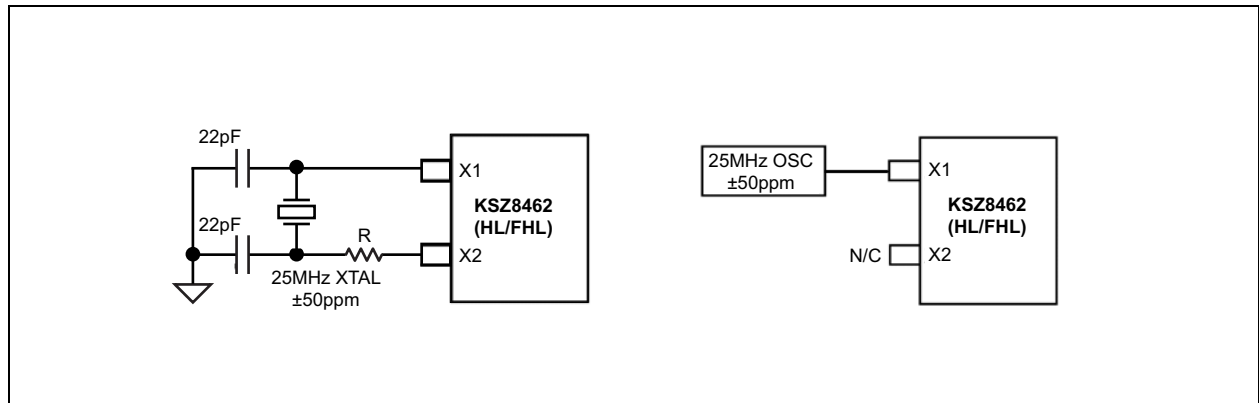 22pF
X1
KSZ8462
(HL/FHL)
22pF
R
X2
25MHz XTAL
±50ppm
25MHz OSC
±50ppm
X1
KSZ8462
(HL/FHL)
N/C
X2